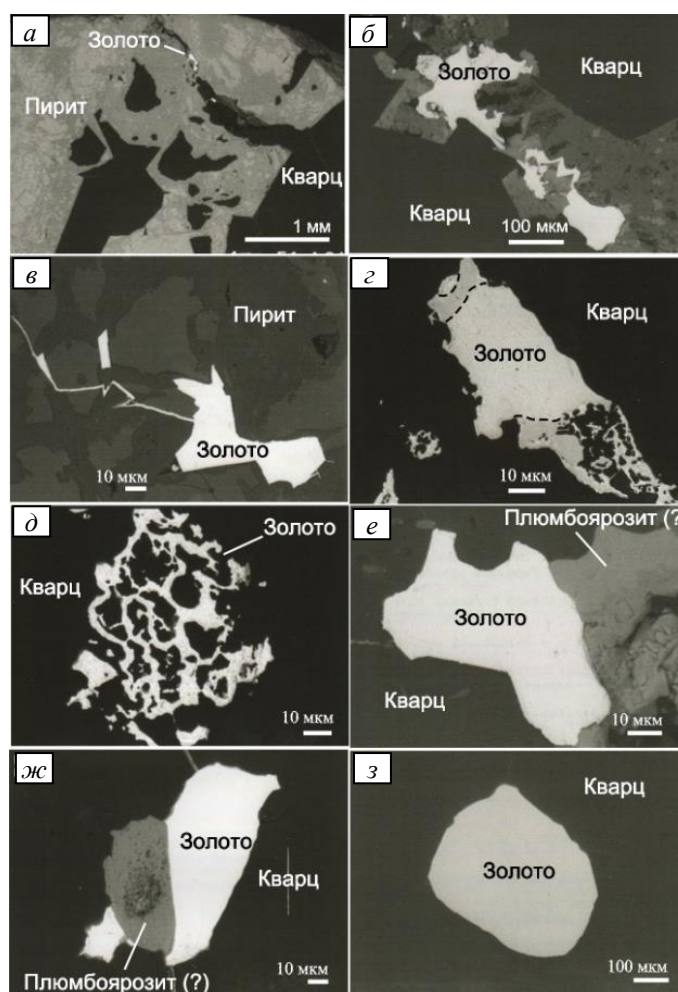 а
Золото
Пирит
Кварц
1 мм
б
Золото
Кварц
Кварц
100 мкм
в
Пирит
Золото
10 мкм
г
Кварц
Золото
10 мкм
д
Золото
Кварц
10 мкм
е
Плюмбоярозит (?
Золото
Кварц
10 мкм
ж
Золото
Кварц
Плюмбоярозит (?)
10 мкм
з
Кварц
Золото
100 мкм